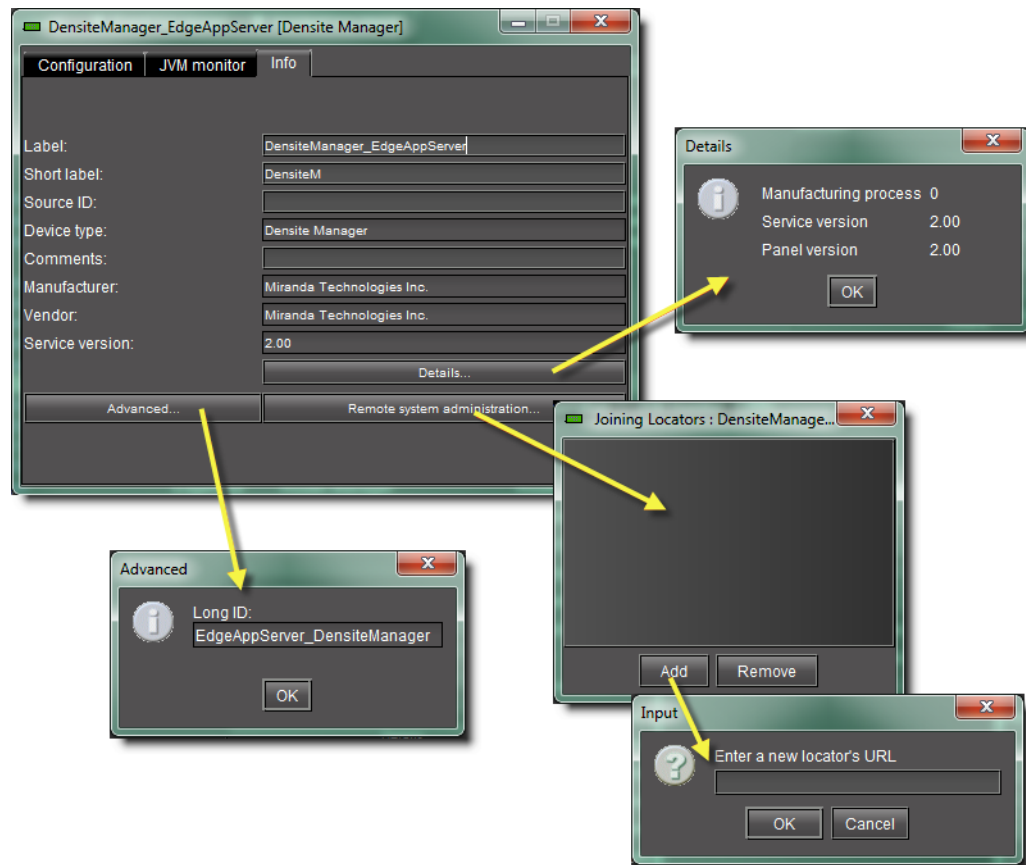 DensiteManager_EdgeAppServer [Densite Manager]
Configuration JVM monitor Info
Label: DensiteManager_EdgeAppServer
Short label: DensiteM
Source ID:
Device type: Densite Manager
Comments:
Manufacturer: Miranda Technologies Inc.
Vendor: Miranda Technologies Inc.
Service version: 2.00
Details...
Advanced... Remote system administration...
Details
Manufacturing process 0
Service version 2.00
Panel version 2.00
OK
Joining Locators : DensiteManage...
Add Remove
Advanced
Long ID:
EdgeAppServer_DensiteManager
OK
Input
Enter a new locator's URL
OK Cancel